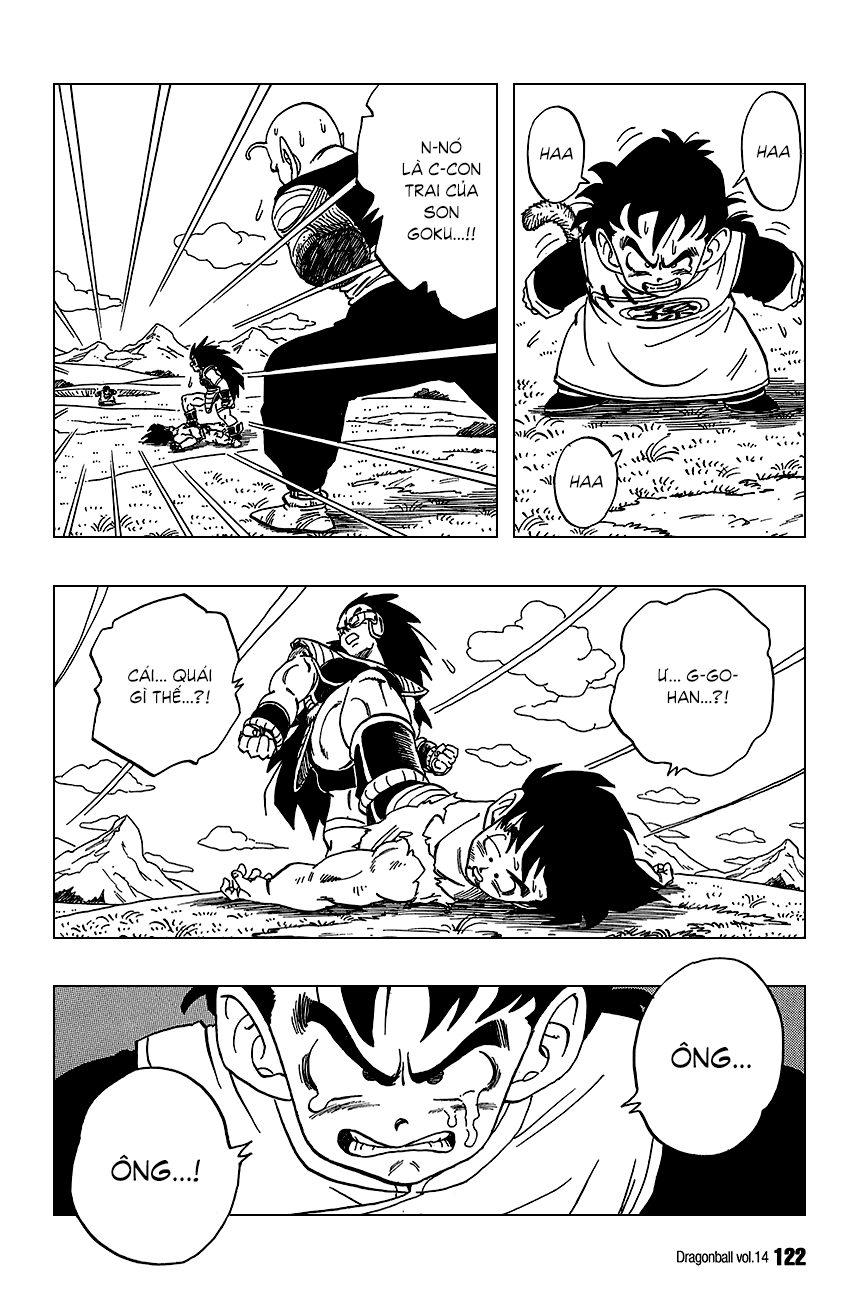 HAA
HAA
HAA
N-NÓ
LÀ C-CON
TRAI CỦA
SON
GOKU...!!
Ư... G-GO-
HAN...?!
CÁI... QUÁI
GÌ THẾ...?!
ÔNG...
ÔNG...!
Dragonball vol.14 122